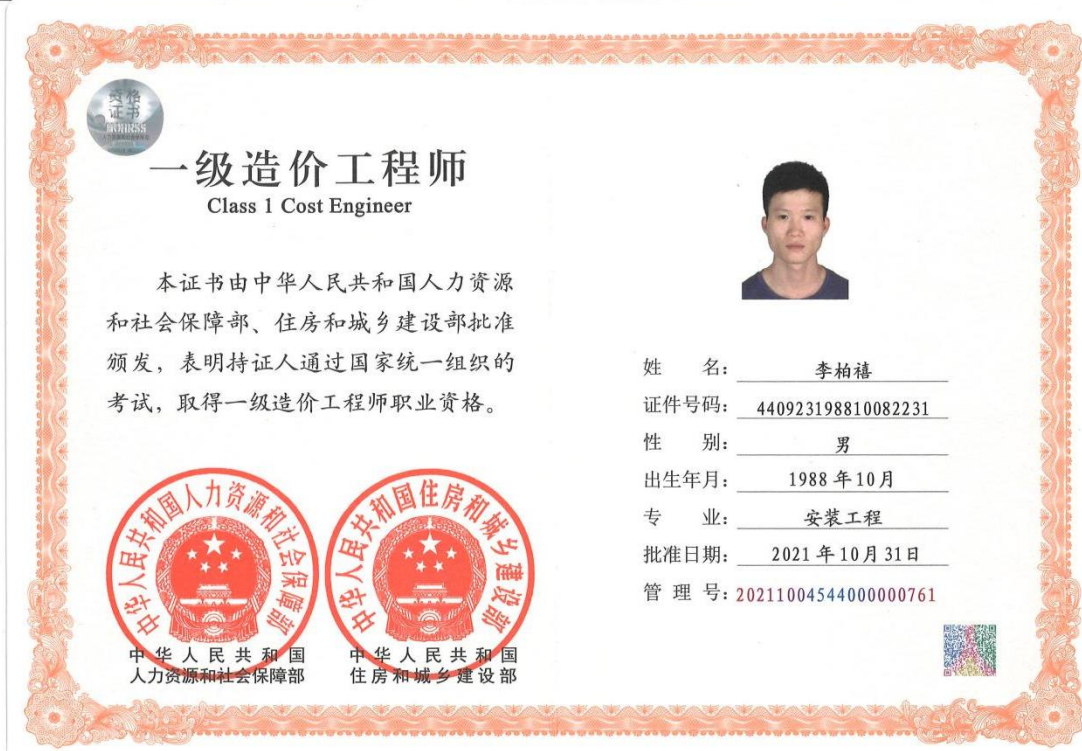 资格
证书
MOHRSS
一级造价工程师
Class 1 Cost Engineer
本证书由中华人民共和国人力资源
和社会保障部、住房和城乡建设部批准
颁发，表明持证人通过国家统一组织的
考试，取得一级造价工程师职业资格。
中华人民共和国人力资源和社会保障部
中华人民共和国
人力资源和社会保障部
中华人民共和国住房和城乡建设部
中华人民共和国
住房和城乡建设部
姓 名：李柏禧
证件号码：440923198810082231
性 别：男
出生年月：1988年10月
专 业：安装工程
批准日期：2021年10月31日
管 理 号：20211004544000000761